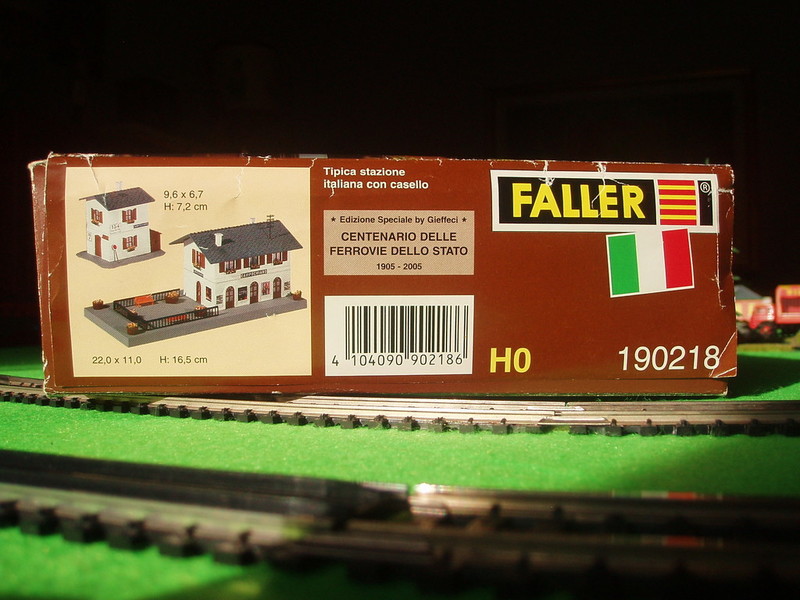 9,6 x 6,7
H: 7,2 cm
22,0 x 11,0 H: 16,5 cm
Tipica stazione
italiana con casello
★ Edizione Speciale by Gieffeci ★
CENTENARIO DELLE
FERROVIE DELLO STATO
1905 - 2005
4 104090 902186
FALLER ®
H0
190218